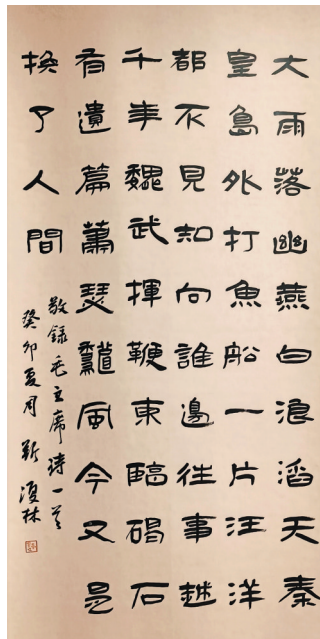 大雨落幽燕白浪滔天秦
皇島外打魚船一片汪洋
都不見知向誰邊往事越
千年魏武揮鞭東臨碣石
有遺篇蕭瑟龝風今又是
换了人間
敬録毛主席詩一首
癸卯夏月靳